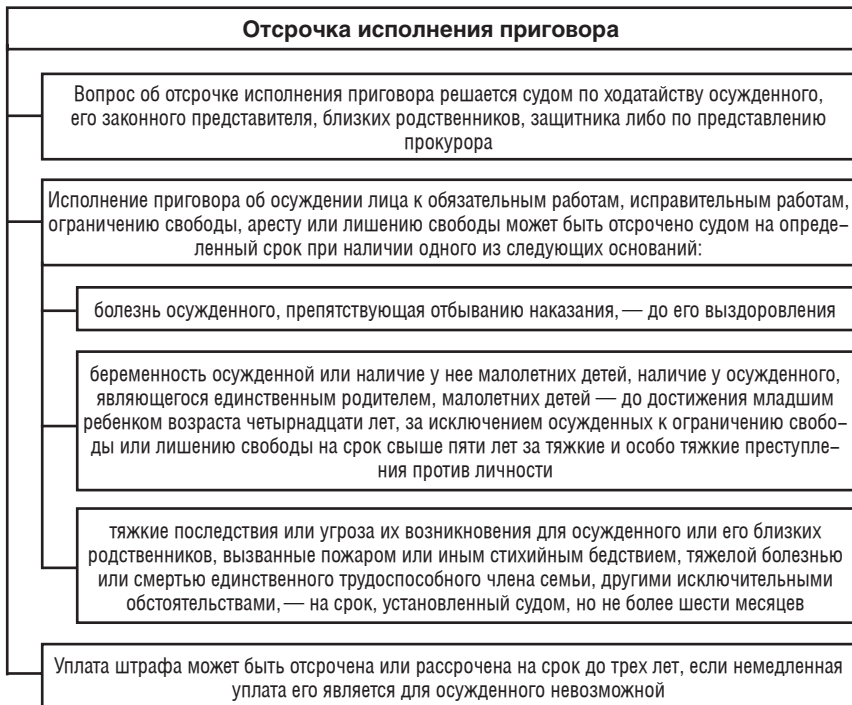 Отсрочка исполнения приговора
Вопрос об отсрочке исполнения приговора решается судом по ходатайству осужденного,
его законного представителя, близких родственников, защитника либо по представлению
прокурора
Исполнение приговора об осуждении лица к обязательным работам, исправительным работам,
ограничению свободы, аресту или лишению свободы может быть отсрочено судом на опреде-
ленный срок при наличии одного из следующих оснований:
болезнь осужденного, препятствующая отбыванию наказания, — до его выздоровления
беременность осужденной или наличие у нее малолетних детей, наличие у осужденного,
являющегося единственным родителем, малолетних детей — до достижения младшим
ребенком возраста четырнадцати лет, за исключением осужденных к ограничению свобо-
ды или лишению свободы на срок свыше пяти лет за тяжкие и особо тяжкие преступле-
ния против личности
тяжкие последствия или угроза их возникновения для осужденного или его близких
родственников, вызванные пожаром или иным стихийным бедствием, тяжелой болезнью
или смертью единственного трудоспособного члена семьи, другими исключительными
обстоятельствами, — на срок, установленный судом, но не более шести месяцев
Уплата штрафа может быть отсрочена или рассрочена на срок до трех лет, если немедленная
уплата его является для осужденного невозможной